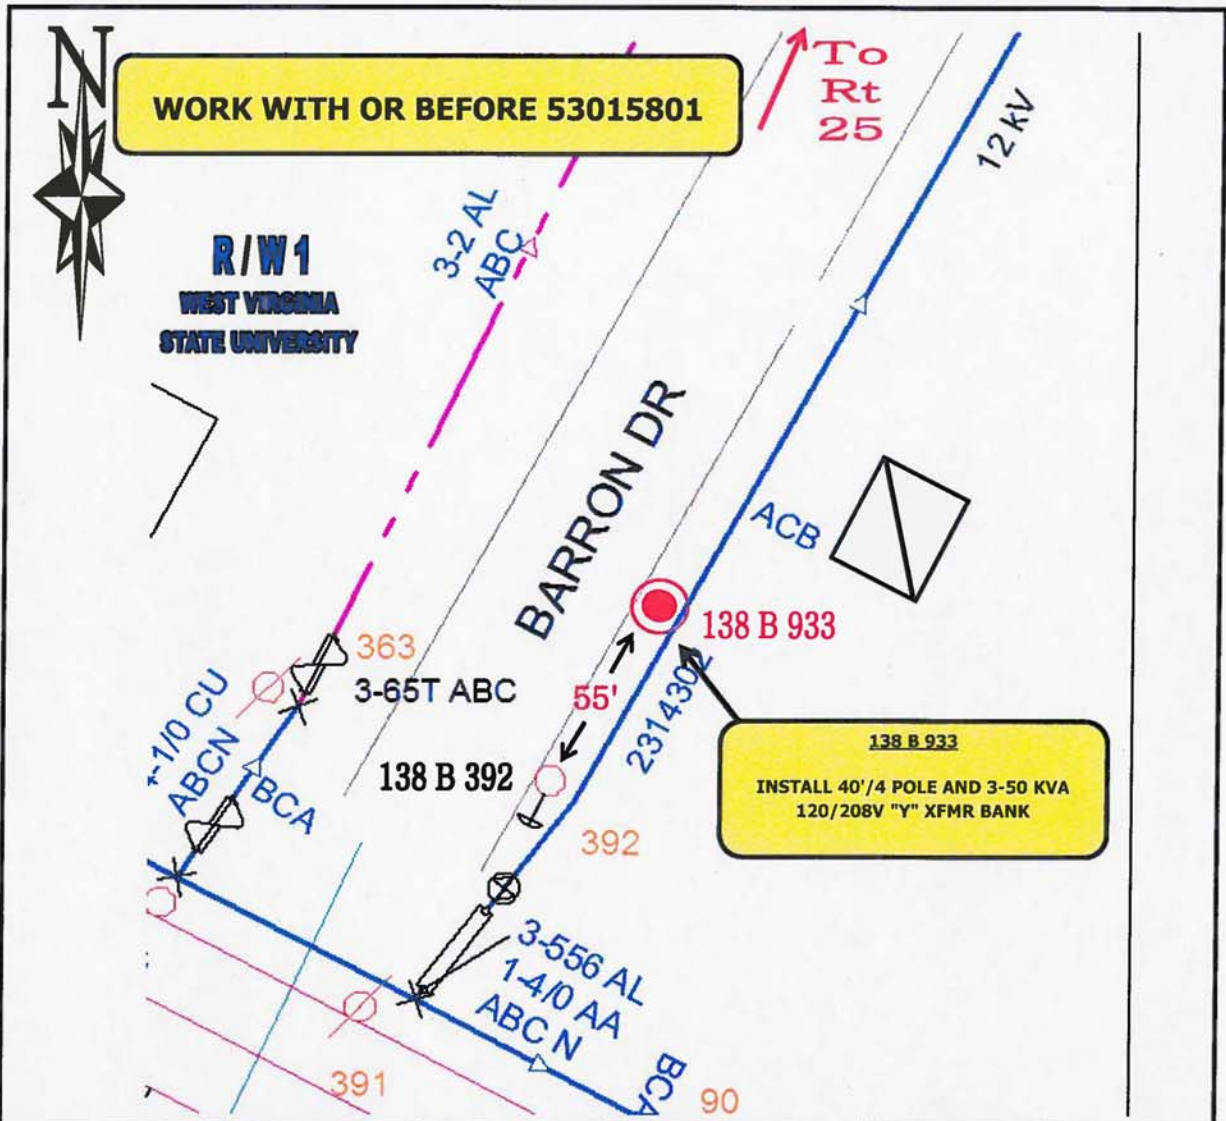 N
WORK WITH OR BEFORE 53015801
To
Rt
25
12 kV
R/W 1
WEST VIRGINIA
STATE UNIVERSITY
3-2 AL
ABC
BARRON DR
ACB
138 B 933
363
3-65T ABC
55'
2314302
1/0 CU
ABCN
BCA
138 B 392
138 B 933
INSTALL 40'/4 POLE AND 3-50 KVA
120/208V "Y" XFMR BANK
392
3-556 AL
1-4/0 AA
ABC N
BCA
391
90